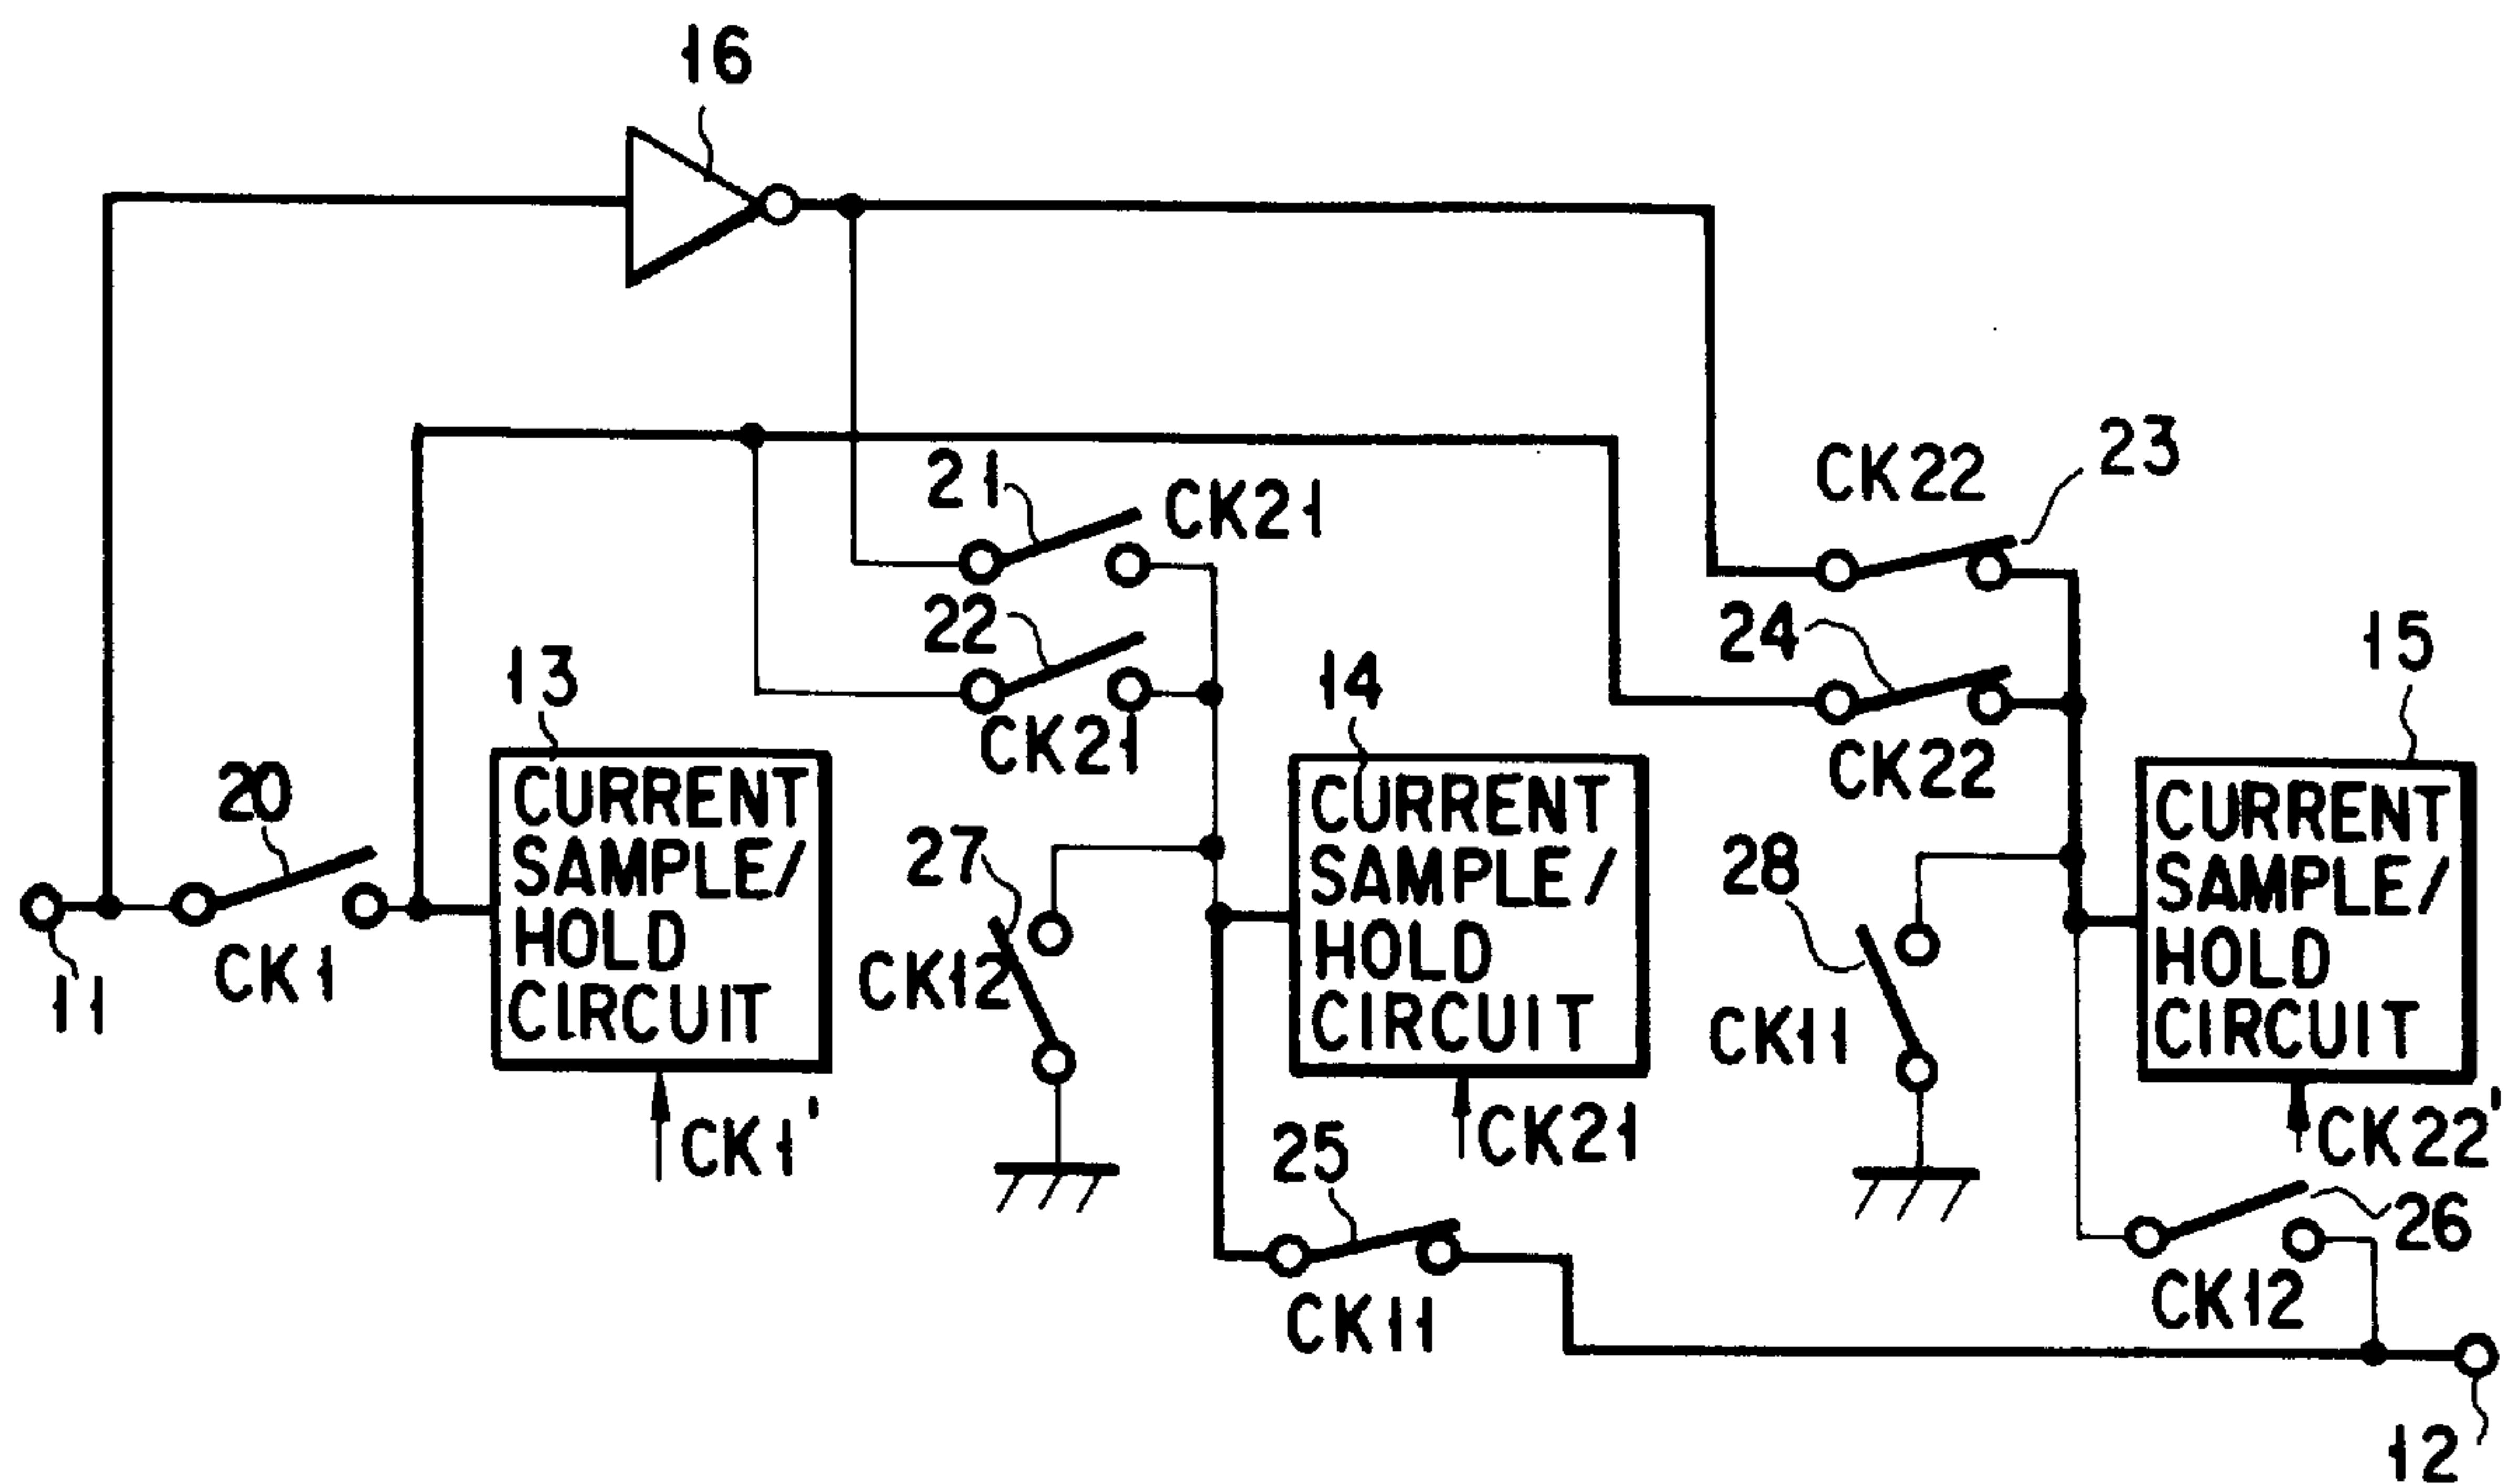 16
23
CK22
21
CK21
22
24
15
13
14
CK21
CK22
20
CURRENT
SAMPLE/
HOLD
CIRCUIT
CURRENT
SAMPLE/
HOLD
CIRCUIT
CURRENT
SAMPLE/
HOLD
CIRCUIT
27
28
CK1
CK12
11
CK11
CK1'
CK21
CK22'
25
26
CK11
CK12
12